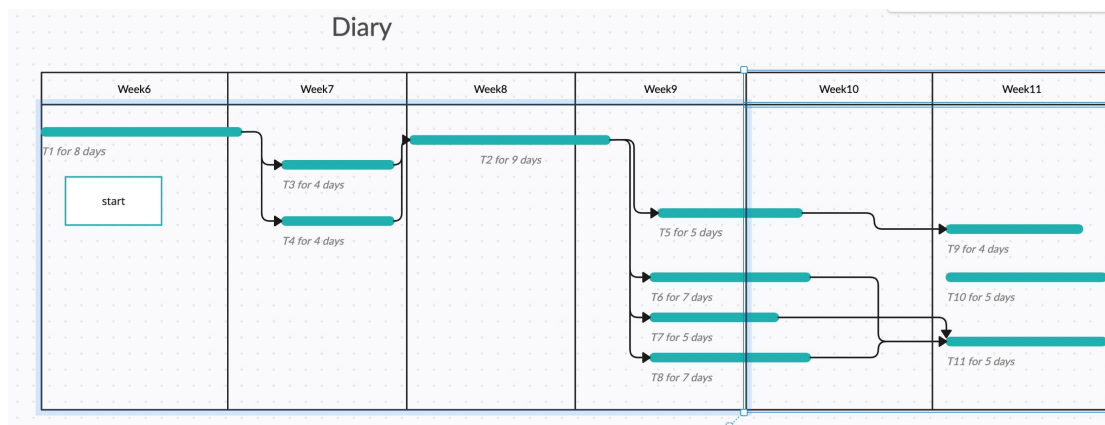 Diary
Week6
Week7
Week8
Week9
Week10
Week11
T1 for 8 days
start
T3 for 4 days
T4 for 4 days
T2 for 9 days
T5 for 5 days
T6 for 7 days
T7 for 5 days
T8 for 7 days
T9 for 4 days
T10 for 5 days
T11 for 5 days